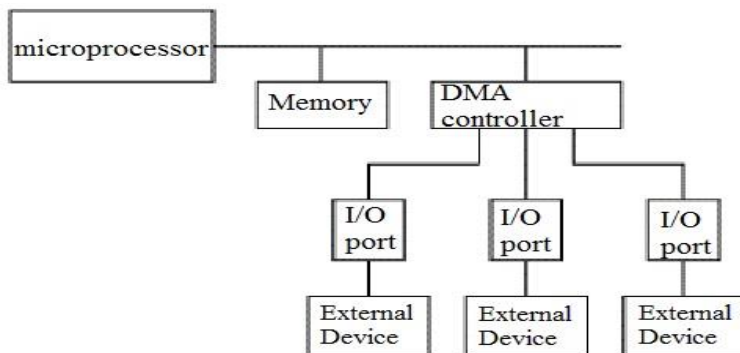 microprocessor
Memory
DMA
controller
I/O
port
I/O
port
I/O
port
External
Device
External
Device
External
Device